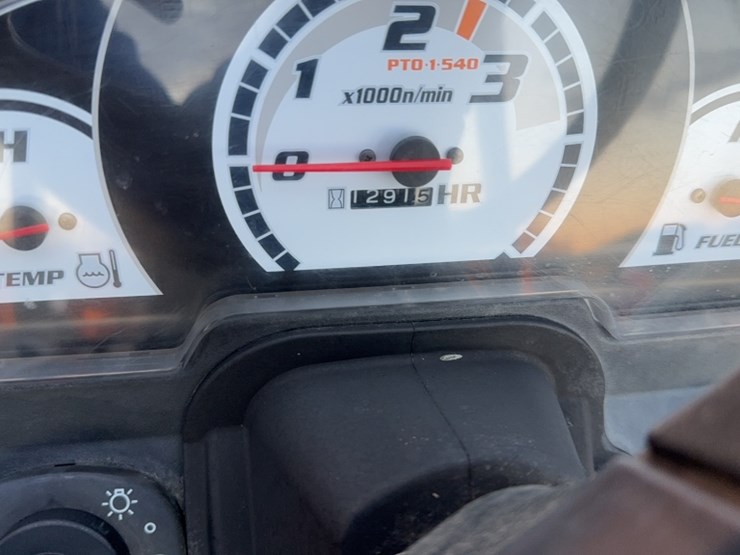 2
PTO-1-540
1
3
x1000n/min
0
12915 HR
H
TEMP
FUEL